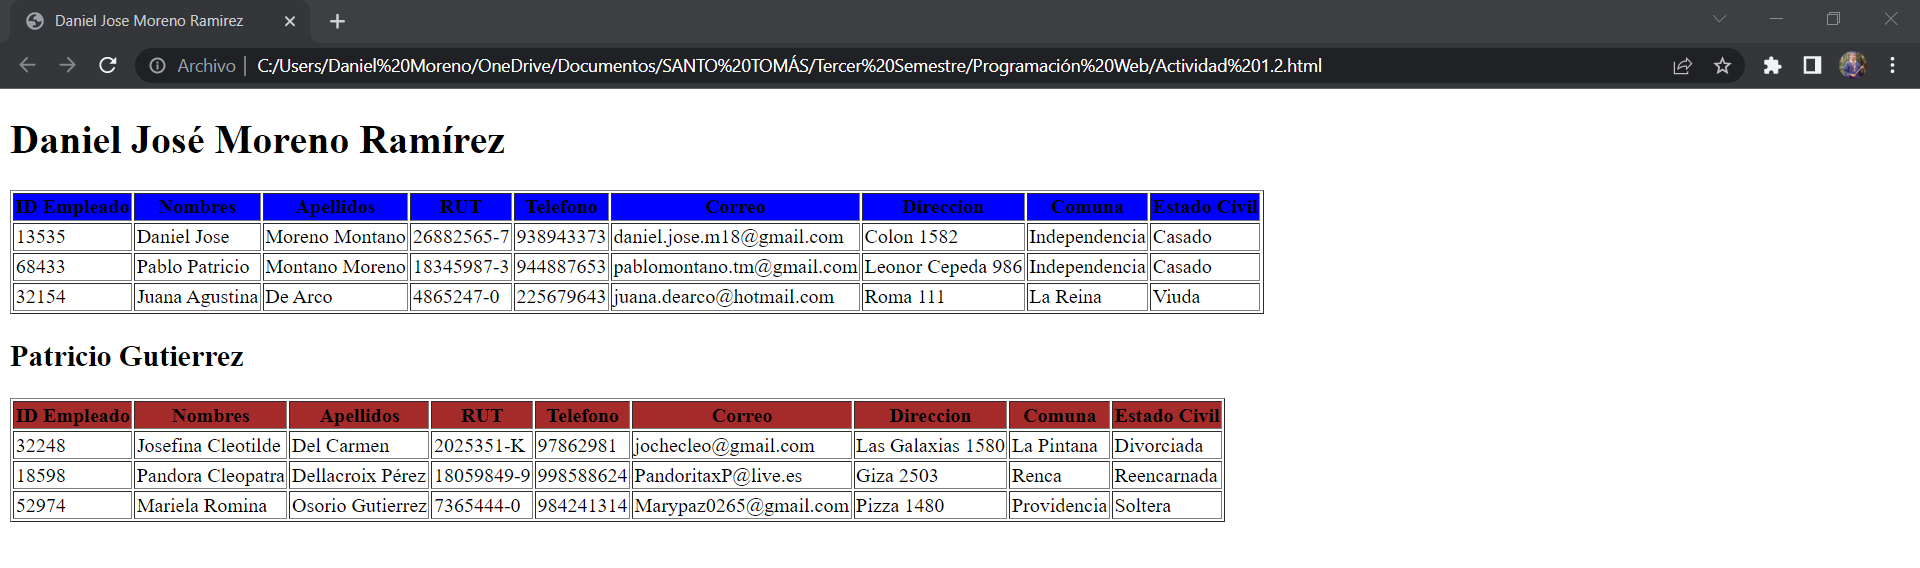 Daniel Jose Moreno Ramirez
Archivo | C:/Users/Daniel%20Moreno/OneDrive/Documentos/SANTO%20TOMÁS/Tercer%20Semestre/Programación%20Web/Actividad%201.2.html
Daniel José Moreno Ramírez
ID Empleado Nombres Apellidos RUT Telefono Correo Direccion Comuna Estado Civil
13535 Daniel Jose Moreno Montano 26882565-7 938943373 daniel.jose.m18@gmail.com Colon 1582 Independencia Casado
68433 Pablo Patricio Montano Moreno 18345987-3 944887653 pablomontano.tm@gmail.com Leonor Cepeda 986 Independencia Casado
32154 Juana Agustina De Arco 4865247-0 225679643 juana.dearco@hotmail.com Roma 111 La Reina Viuda
Patricio Gutierrez
ID Empleado Nombres Apellidos RUT Telefono Correo Direccion Comuna Estado Civil
32248 Josefina Cleotilde Del Carmen 2025351-K 97862981 jochecleo@gmail.com Las Galaxias 1580 La Pintana Divorciada
18598 Pandora Cleopatra Dellacroix Pérez 18059849-9 998588624 PandoritaxP@live.es Giza 2503 Renca Reencarnada
52974 Mariela Romina Osorio Gutierrez 7365444-0 984241314 Marypaz0265@gmail.com Pizza 1480 Providencia Soltera